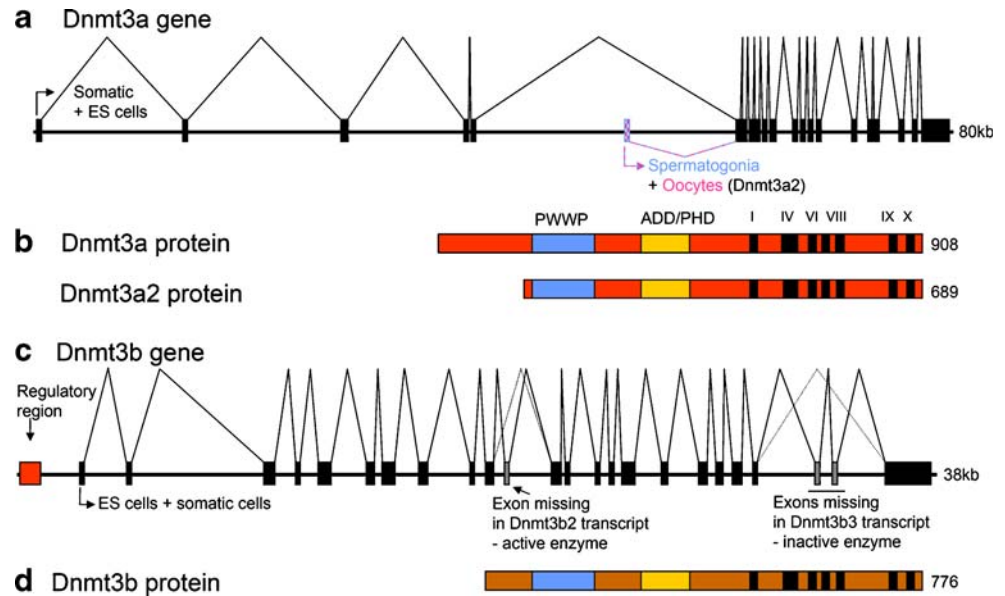 a Dnmt3a gene
Somatic
+ ES cells
80kb
Spermatogonia
+ Oocytes (Dnmt3a2)
PWWP ADD/PHD I IV VI VIII IX X
b Dnmt3a protein 908
Dnmt3a2 protein 689
c Dnmt3b gene
Regulatory
region
38kb
ES cells + somatic cells
Exon missing
in Dnmt3b2 transcript
- active enzyme
Exons missing
in Dnmt3b3 transcript
- inactive enzyme
d Dnmt3b protein 776